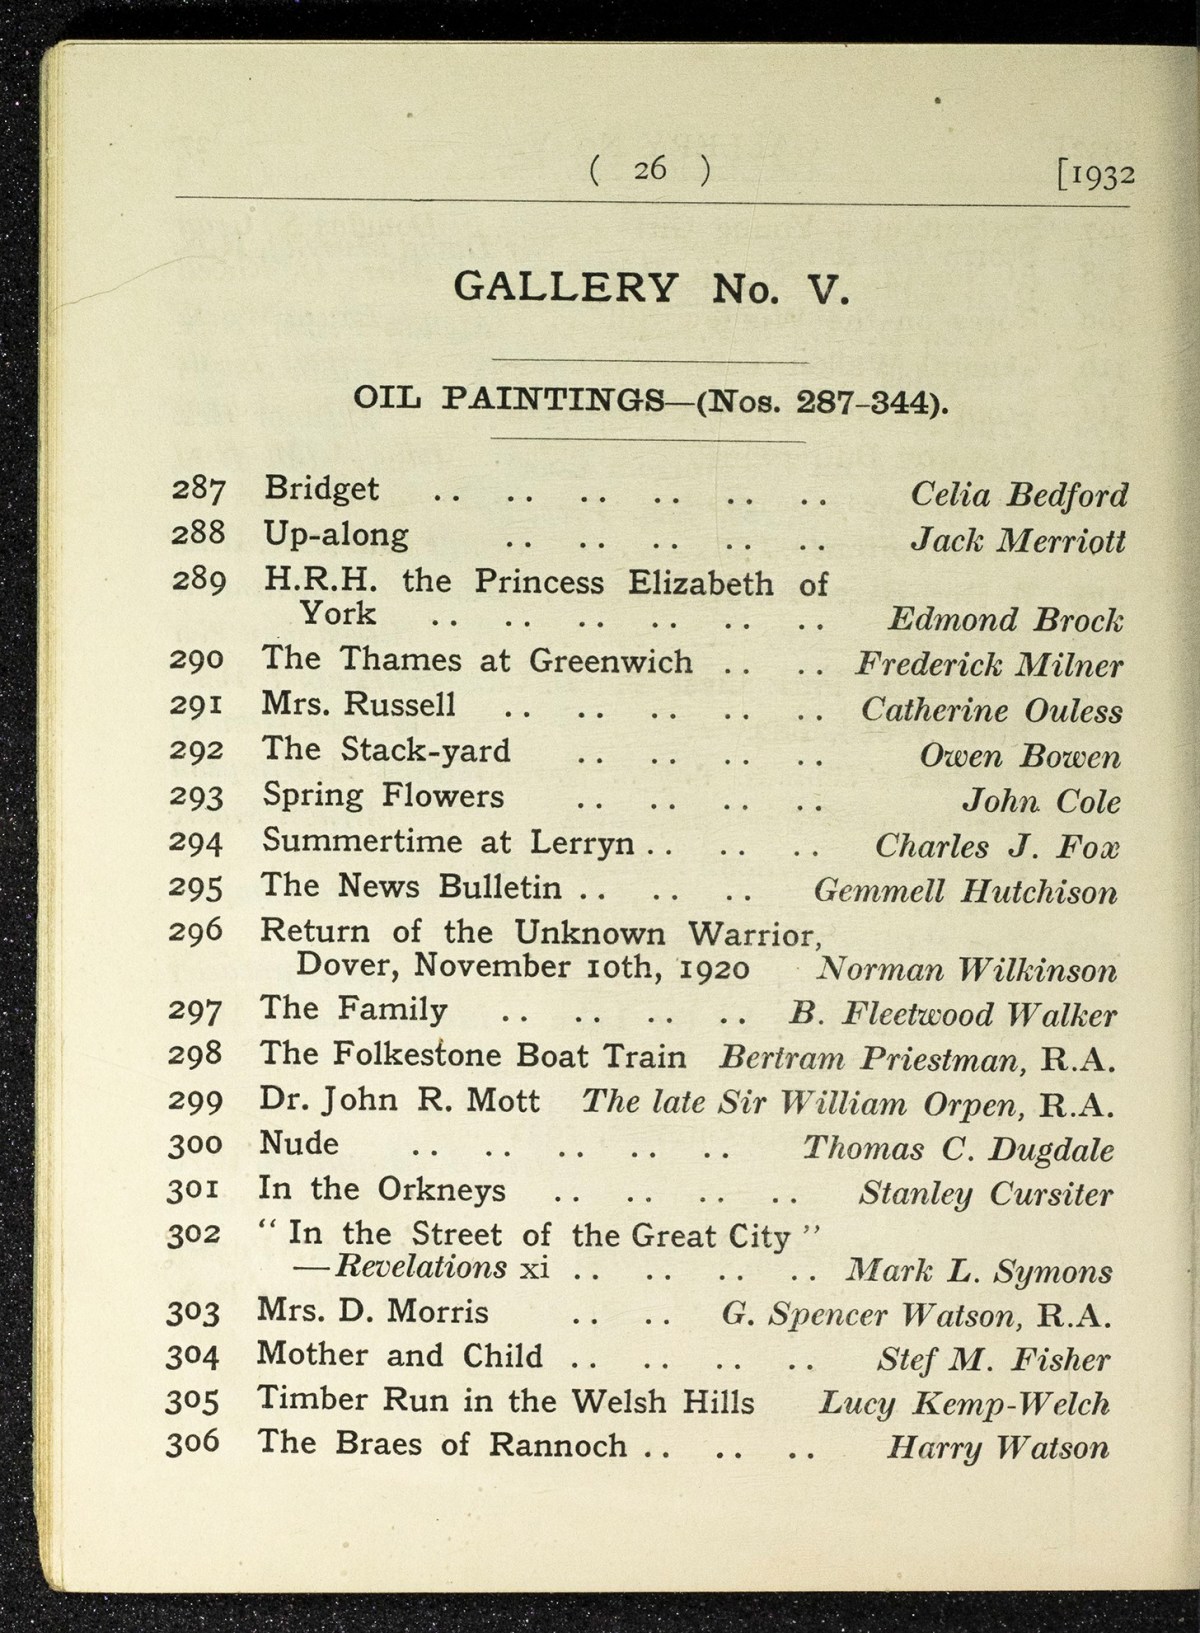 ( 26 ) [1932
GALLERY No. V.
OIL PAINTINGS—(Nos. 287-344).
287 Bridget .. .. .. .. .. .. Celia Bedford
288 Up-along .. .. .. .. .. Jack Merriott
289 H.R.H. the Princess Elizabeth of
York .. .. .. .. .. .. Edmond Brock
290 The Thames at Greenwich .. .. Frederick Milner
291 Mrs. Russell .. .. .. .. .. Catherine Ouless
292 The Stack-yard .. .. .. .. Owen Bowen
293 Spring Flowers .. .. .. .. John Cole
294 Summertime at Lerryn .. .. .. Charles J. Fox
295 The News Bulletin .. .. .. Gemmell Hutchison
296 Return of the Unknown Warrior,
Dover, November 10th, 1920 Norman Wilkinson
297 The Family .. .. .. .. B. Fleetwood Walker
298 The Folkestone Boat Train Bertram Priestman, R.A.
299 Dr. John R. Mott The late Sir William Orpen, R.A.
300 Nude .. .. .. .. .. Thomas C. Dugdale
301 In the Orkneys .. .. .. .. Stanley Cursiter
302 “ In the Street of the Great City ”
—Revelations xi .. .. .. .. Mark L. Symons
303 Mrs. D. Morris .. .. G. Spencer Watson, R.A.
304 Mother and Child .. .. .. .. Stef M. Fisher
305 Timber Run in the Welsh Hills Lucy Kemp-Welch
306 The Braes of Rannoch .. .. .. Harry Watson